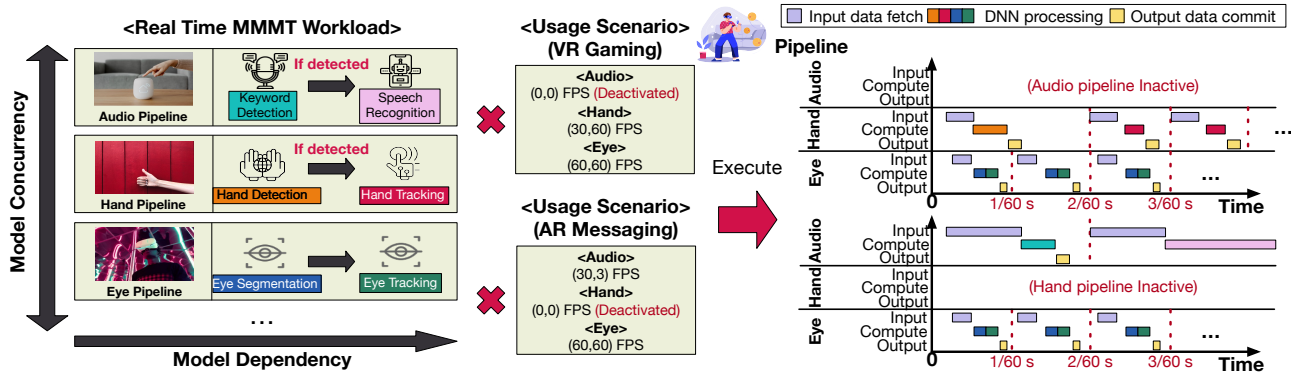 <Real Time MMMT Workload>
Model Concurrency
If detected
Keyword
Detection
Speech
Recognition
Audio Pipeline
If detected
Hand Detection
Hand Tracking
Hand Pipeline
Eye Segmentation
Eye Tracking
Eye Pipeline
...
Model Dependency
<Usage Scenario>
(VR Gaming)
<Audio>
(0,0) FPS (Deactivated)
<Hand>
(30,60) FPS
<Eye>
(60,60) FPS
<Usage Scenario>
(AR Messaging)
<Audio>
(30,3) FPS
<Hand>
(0,0) FPS (Deactivated)
<Eye>
(60,60) FPS
Execute
Input data fetch
DNN processing
Output data commit
Pipeline
Audio
Input
Compute
Output
(Audio pipeline Inactive)
Hand
Input
Compute
Output
...
Eye
Input
Compute
Output
...
0
1/60 s
2/60 s
3/60 s
Time
Audio
Input
Compute
Output
Hand
Input
Compute
Output
(Hand pipeline Inactive)
Eye
Input
Compute
Output
...
0
1/60 s
2/60 s
3/60 s
Time